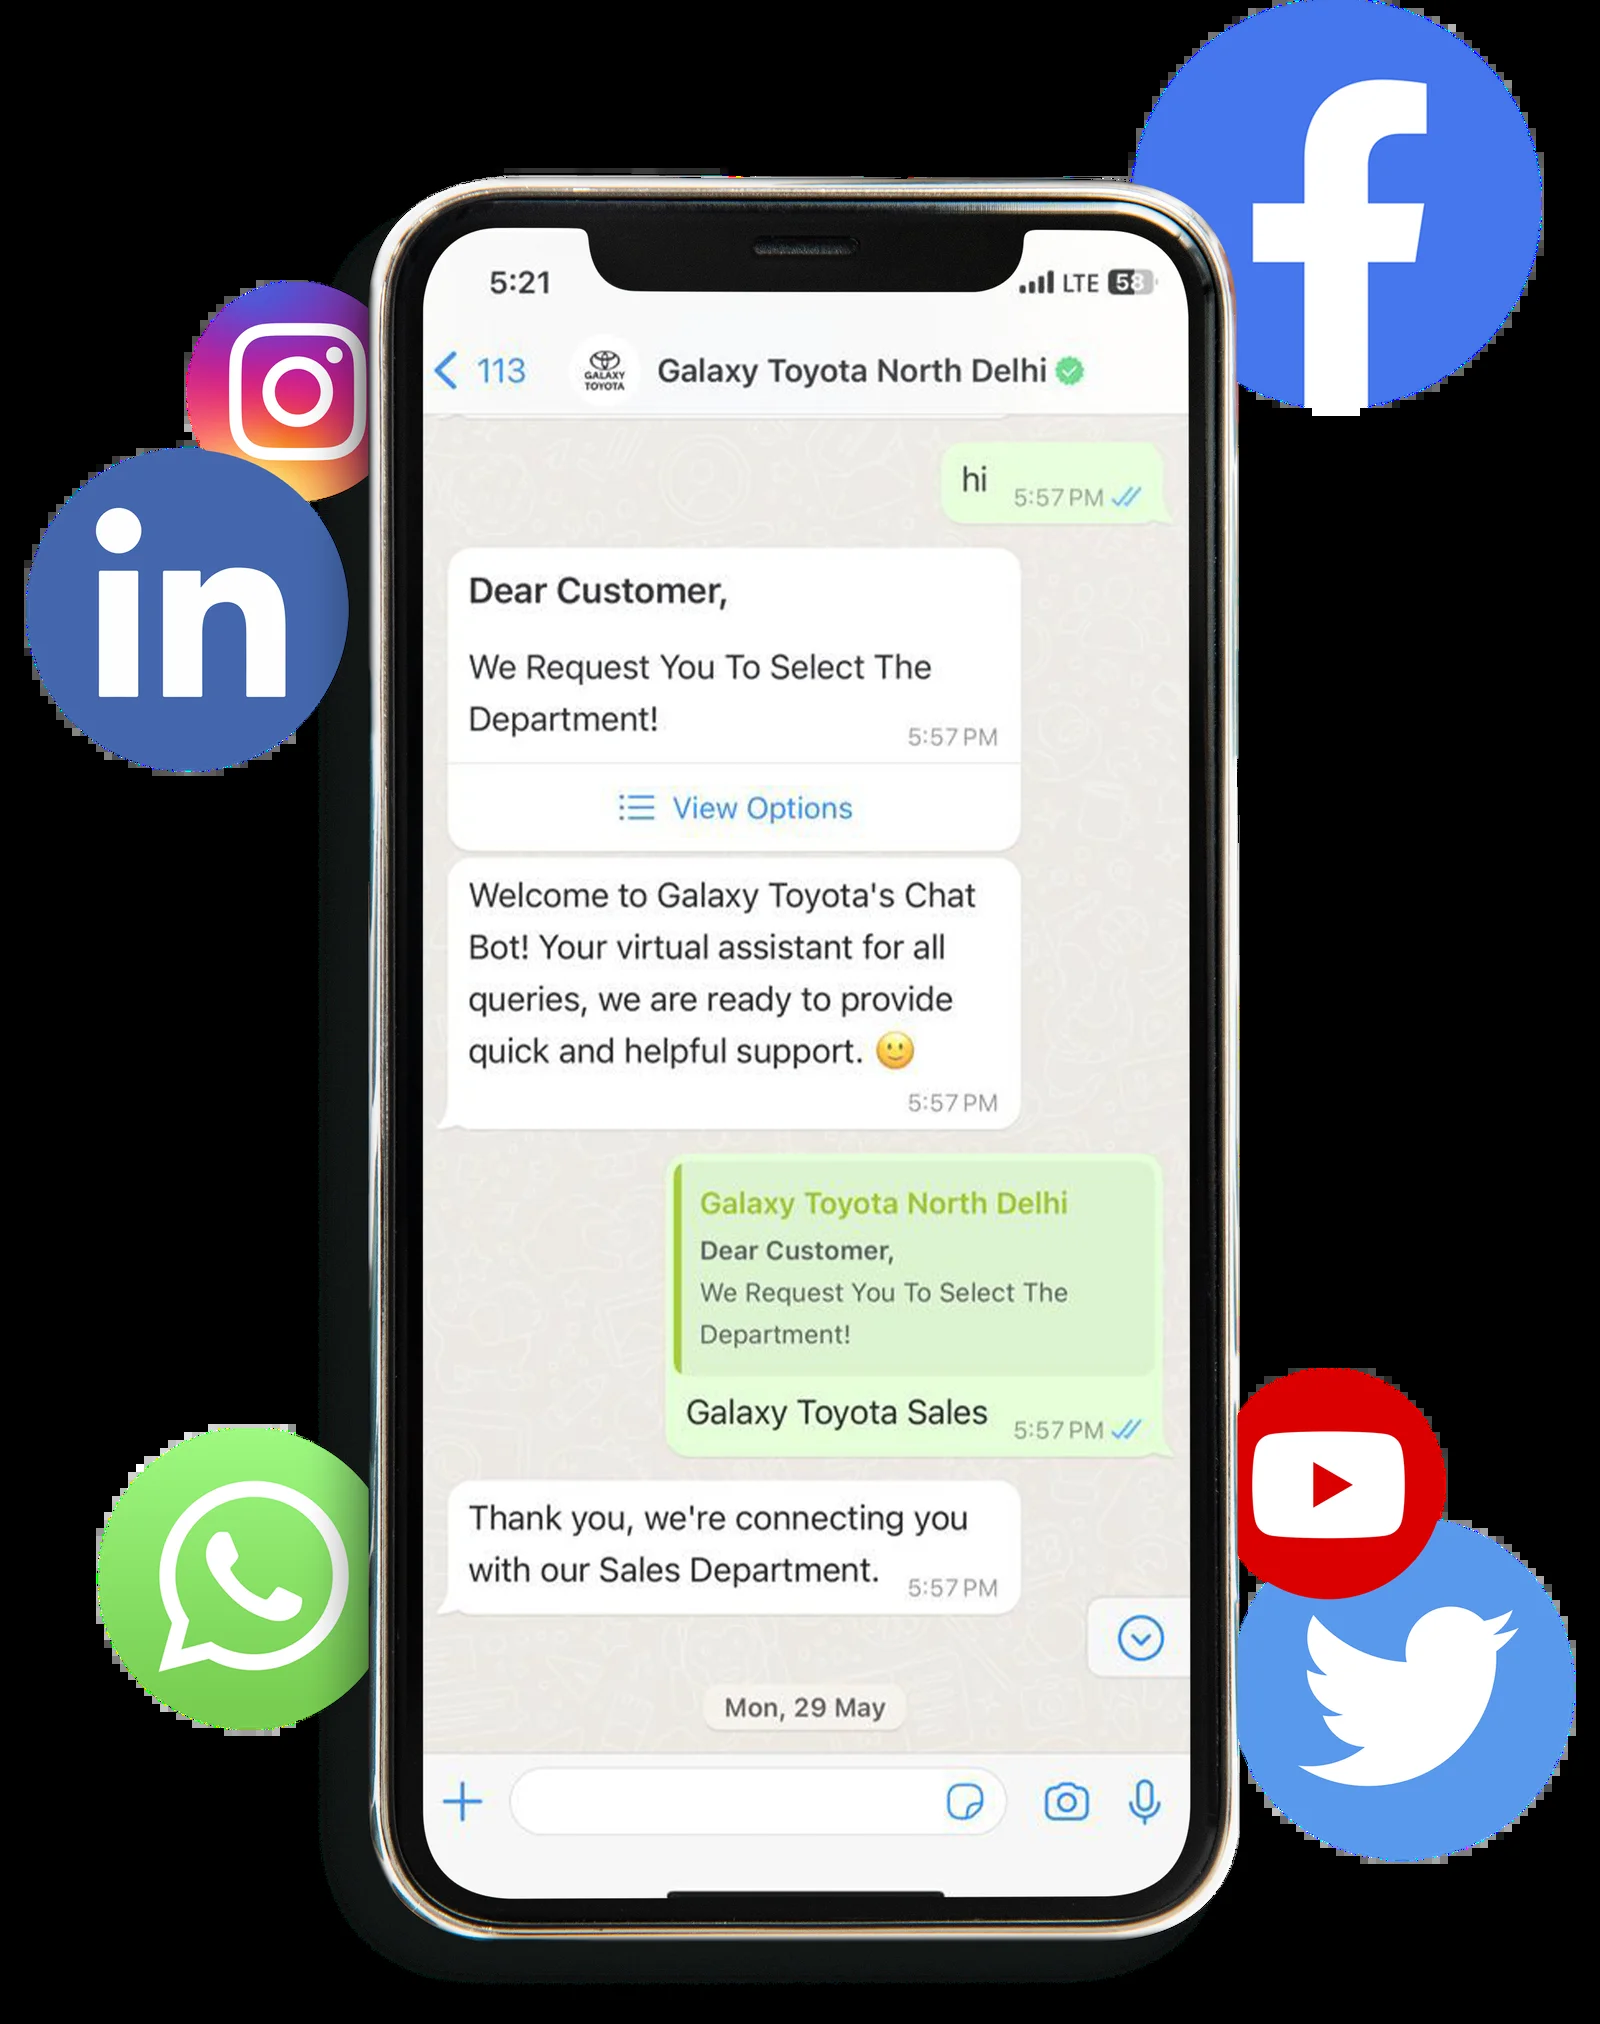 5:21
LTE 58
113
GALAXY
TOYOTA
Galaxy Toyota North Delhi
hi
5:57 PM
Dear Customer,
We Request You To Select The
Department!
5:57 PM
View Options
Welcome to Galaxy Toyota's Chat
Bot! Your virtual assistant for all
queries, we are ready to provide
quick and helpful support. 🙂
5:57 PM
Galaxy Toyota North Delhi
Dear Customer,
We Request You To Select The
Department!
Galaxy Toyota Sales
5:57 PM
Thank you, we're connecting you
with our Sales Department.
5:57 PM
Mon, 29 May
in
f